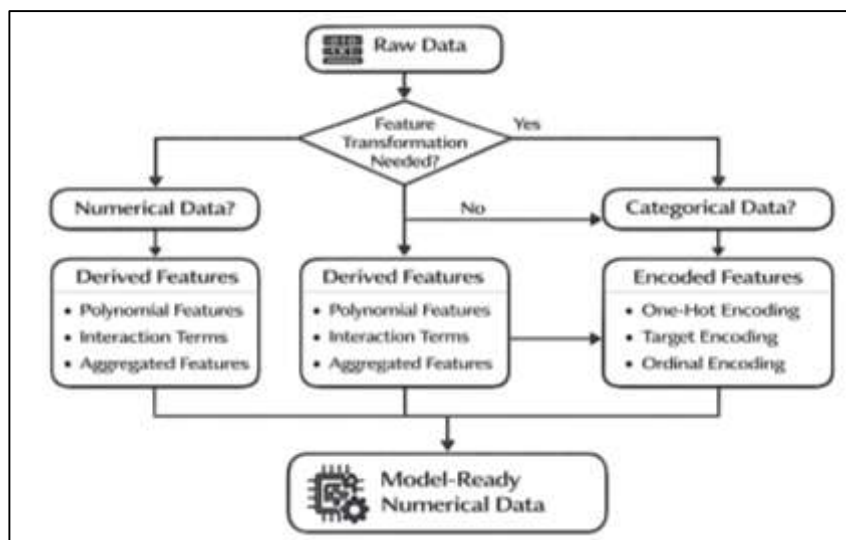 Raw Data
Feature
Transformation
Needed?
Yes
No
Numerical Data?
Categorical Data?
Derived Features
• Polynomial Features
• Interaction Terms
• Aggregated Features
Derived Features
• Polynomial Features
• Interaction Terms
• Aggregated Features
Encoded Features
• One-Hot Encoding
• Target Encoding
• Ordinal Encoding
Model-Ready
Numerical Data